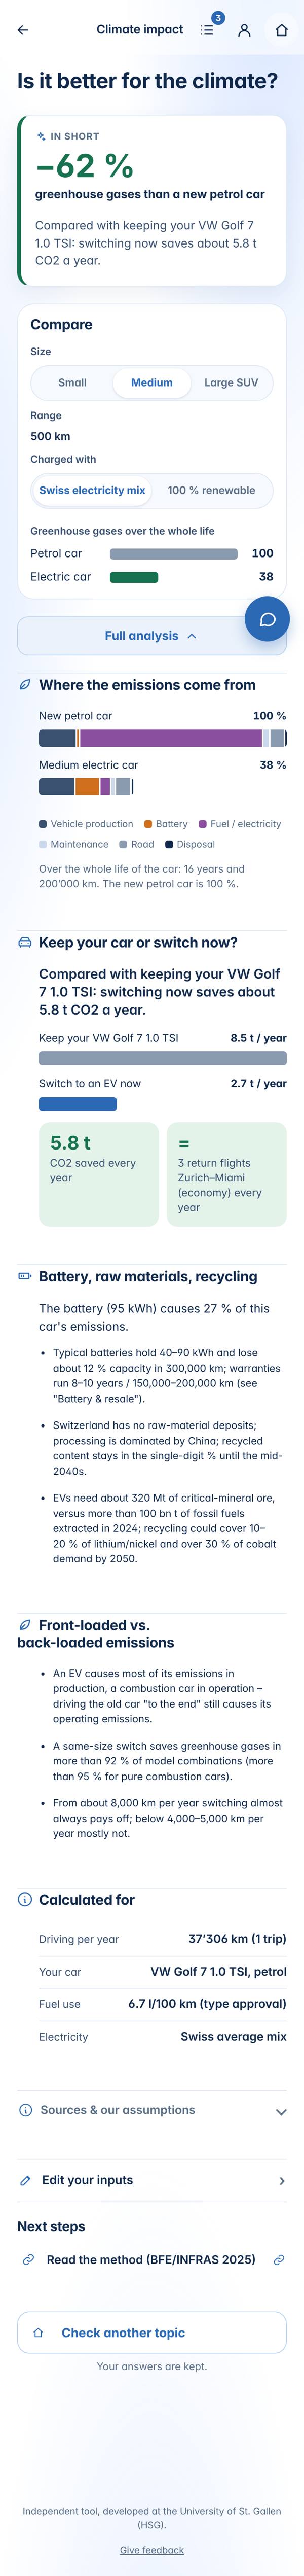 Climate impact
3
Is it better for the climate?
IN SHORT
−62 %
greenhouse gases than a new petrol car
Compared with keeping your VW Golf 7
1.0 TSI: switching now saves about 5.8 t
CO2 a year.
Compare
Size
Small Medium Large SUV
Range
500 km
Charged with
Swiss electricity mix 100 % renewable
Greenhouse gases over the whole life
Petrol car 100
Electric car 38
Full analysis
Where the emissions come from
New petrol car 100 %
Medium electric car 38 %
Vehicle production Battery Fuel / electricity
Maintenance Road Disposal
Over the whole life of the car: 16 years and
200'000 km. The new petrol car is 100 %.
Keep your car or switch now?
Compared with keeping your VW Golf
7 1.0 TSI: switching now saves about
5.8 t CO2 a year.
Keep your VW Golf 7 1.0 TSI 8.5 t / year
Switch to an EV now 2.7 t / year
5.8 t
CO2 saved every
year
=
3 return flights
Zurich–Miami
(economy) every
year
Battery, raw materials, recycling
The battery (95 kWh) causes 27 % of this
car's emissions.
• Typical batteries hold 40–90 kWh and lose
about 12 % capacity in 300,000 km; warranties
run 8–10 years / 150,000–200,000 km (see
"Battery & resale").
• Switzerland has no raw-material deposits;
processing is dominated by China; recycled
content stays in the single-digit % until the mid-
2040s.
• EVs need about 320 Mt of critical-mineral ore,
versus more than 100 bn t of fossil fuels
extracted in 2024; recycling could cover 10–
20 % of lithium/nickel and over 30 % of cobalt
demand by 2050.
Front-loaded vs.
back-loaded emissions
• An EV causes most of its emissions in
production, a combustion car in operation –
driving the old car "to the end" still causes its
operating emissions.
• A same-size switch saves greenhouse gases in
more than 92 % of model combinations (more
than 95 % for pure combustion cars).
• From about 8,000 km per year switching almost
always pays off; below 4,000–5,000 km per
year mostly not.
Calculated for
Driving per year 37'306 km (1 trip)
Your car VW Golf 7 1.0 TSI, petrol
Fuel use 6.7 l/100 km (type approval)
Electricity Swiss average mix
Sources & our assumptions
Edit your inputs
Next steps
Read the method (BFE/INFRAS 2025)
Check another topic
Your answers are kept.
Independent tool, developed at the University of St. Gallen
(HSG).
Give feedback